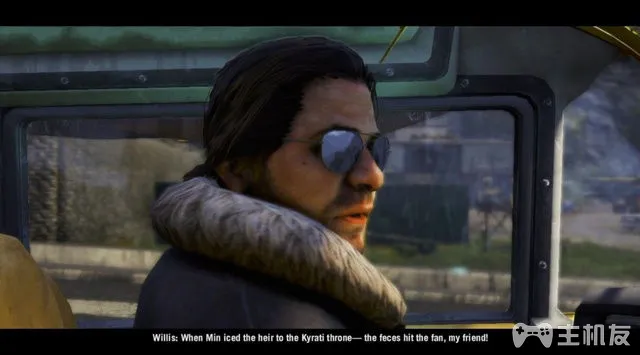 Willis: When Min iced the heir to the Kyrati throne— the feces hit the fan, my friend!
主机友